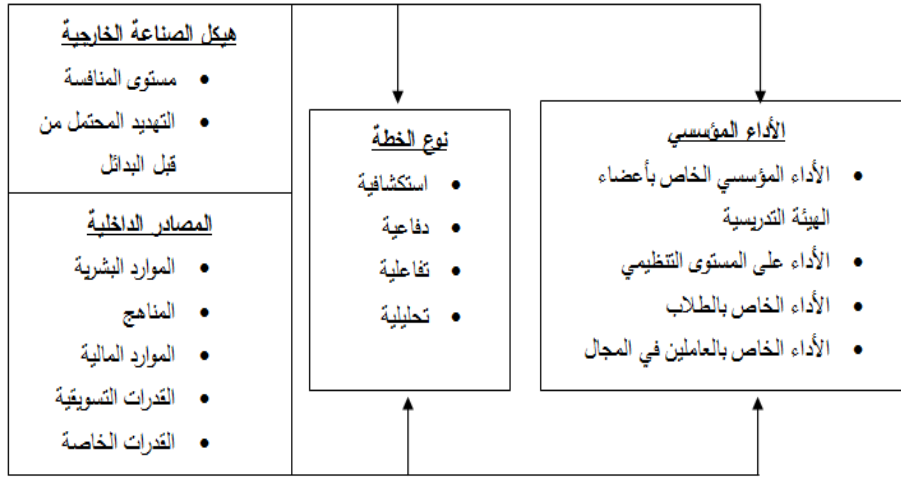 هيكل الصناعة الخارجية
• مستوى المنافسة
• التهديد المحتمل من
قبل البدائل
المصادر الداخلية
• الموارد البشرية
• المناهج
• الموارد المالية
• القدرات التسويقية
• القدرات الخاصة
نوع الخطة
• استكشافية
• دفاعية
• تفاعلية
• تحليلية
الأداء المؤسسي
• الأداء المؤسسي الخاص بأعضاء
الهيئة التدريسية
• الأداء على المستوى التنظيمي
• الأداء الخاص بالطلاب
• الأداء الخاص بالعاملين في المجال